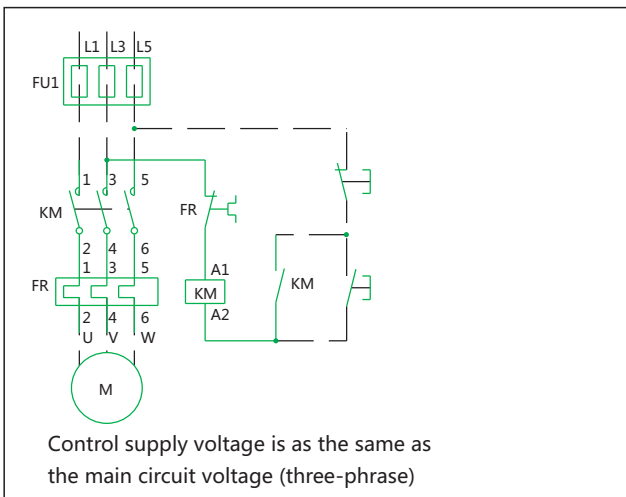 L1 L3 L5
FU1
1 3 5
KM
FR
2 4 6
1 3 5
FR
A1
KM
A2
KM
2 4 6
U V W
M
Control supply voltage is as the same as
the main circuit voltage (three-phrase)